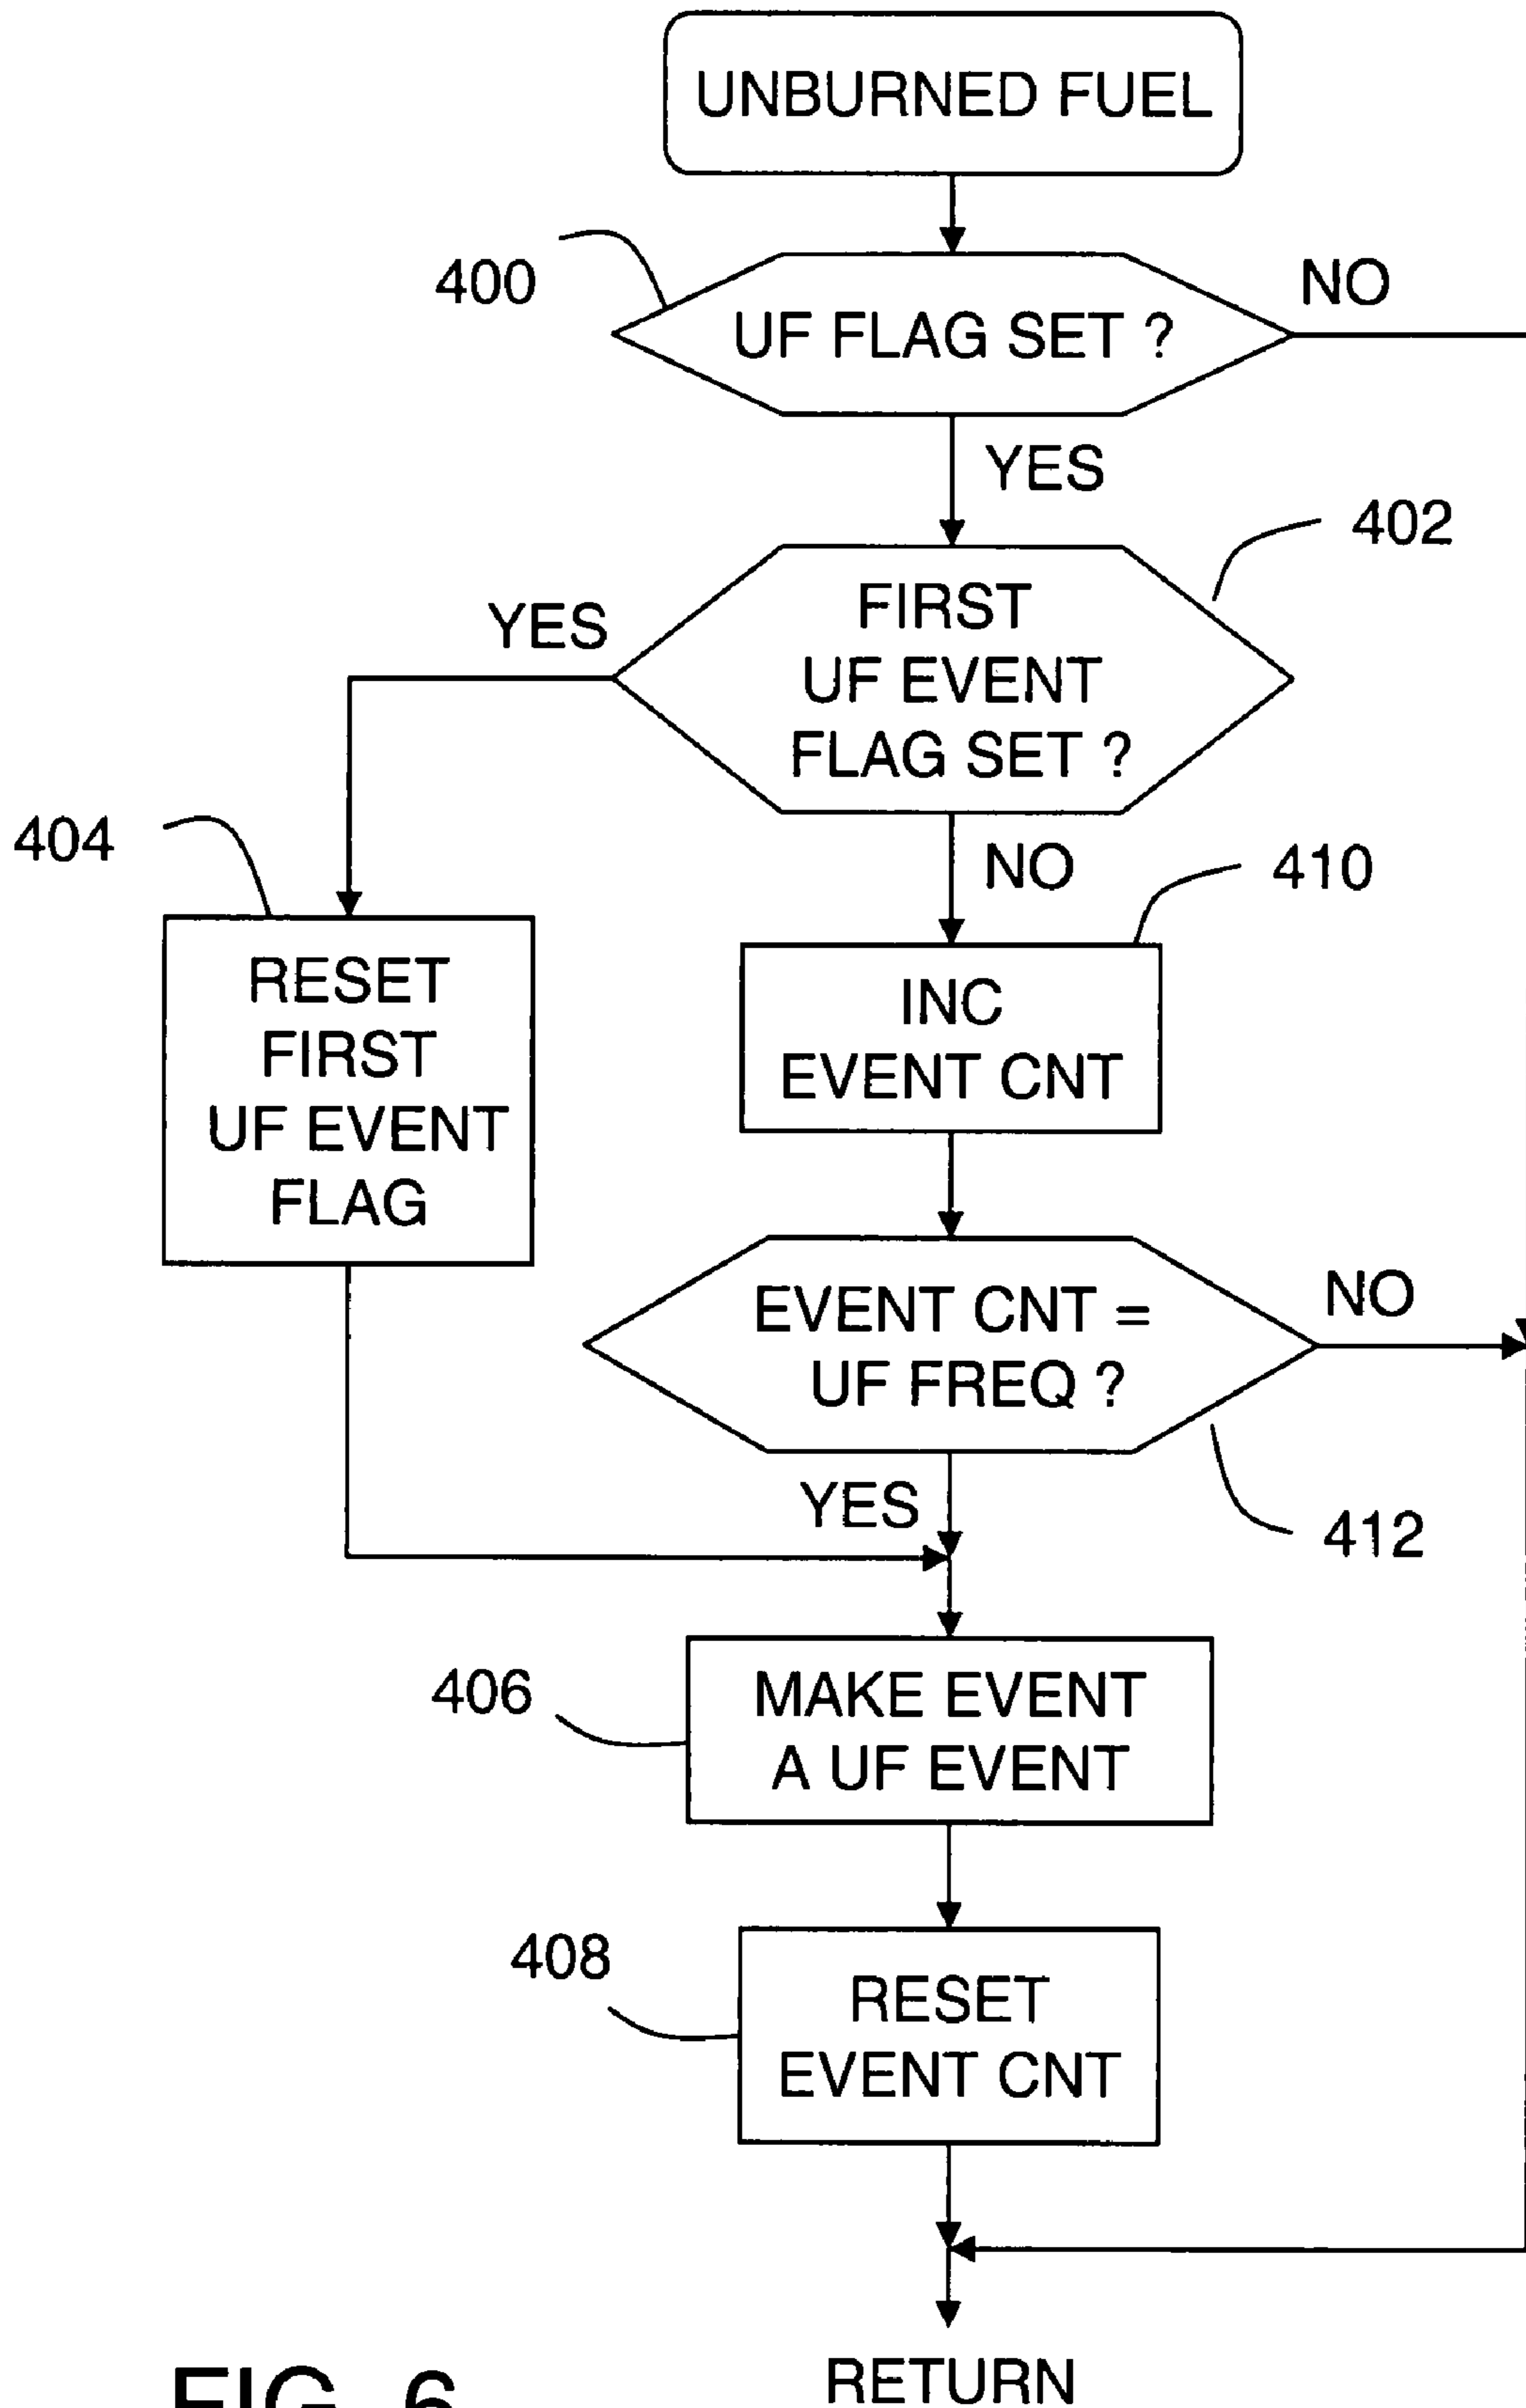 UNBURNED FUEL
400
UF FLAG SET ?
NO
YES
402
FIRST
UF EVENT
FLAG SET ?
YES
NO
404
RESET
FIRST
UF EVENT
FLAG
410
INC
EVENT CNT
EVENT CNT =
UF FREQ ?
NO
YES
412
406
MAKE EVENT
A UF EVENT
408
RESET
EVENT CNT
RETURN
FIG. 6